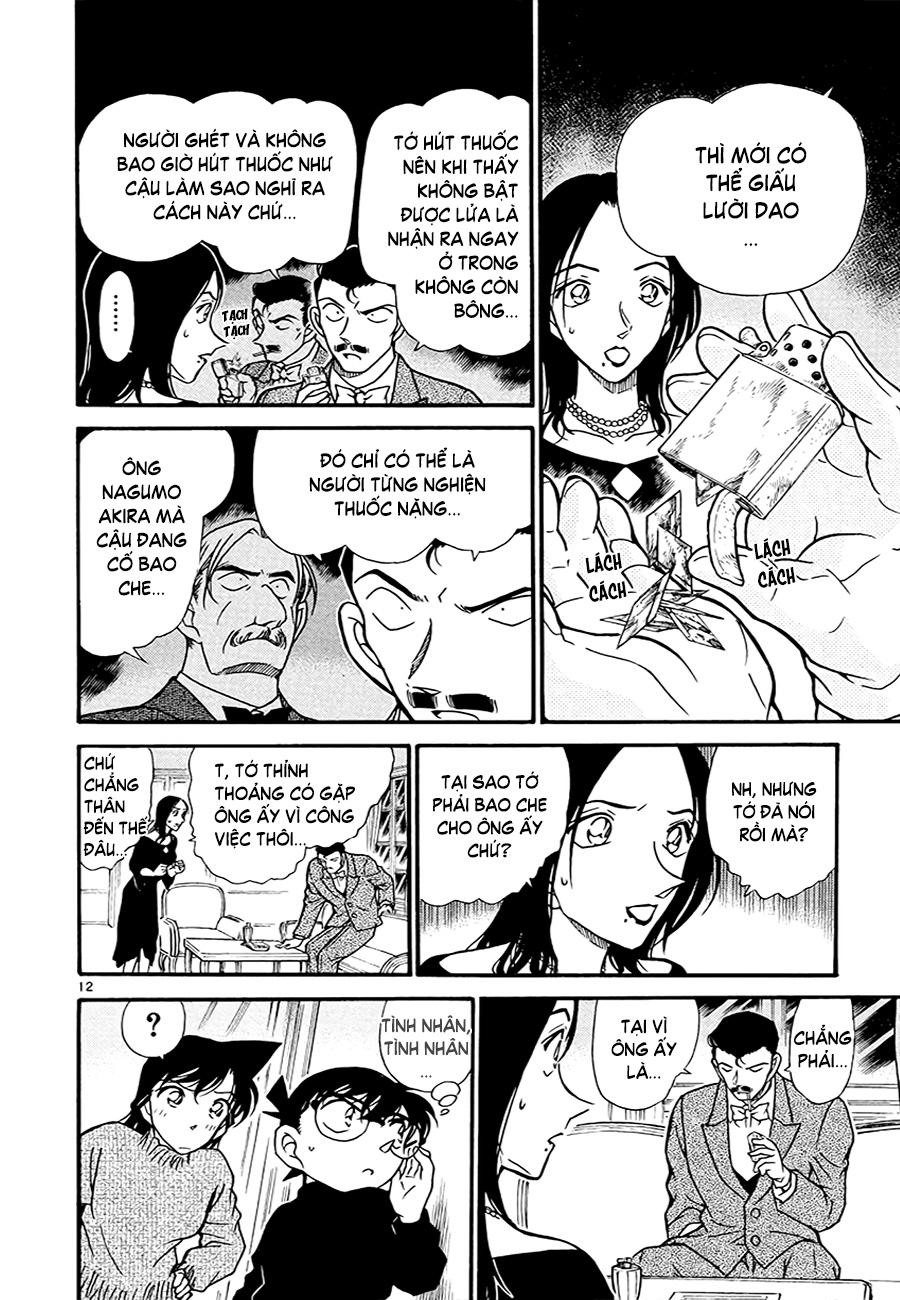 THÌ MỚI CÓ
THỂ GIẤU
LƯỜI DAO
...
LÁCH
CÁCH
LÁCH
CÁCH
TỚ HÚT THUỐC
NÊN KHI THẤY
KHÔNG BẬT
ĐƯỢC LỬA LÀ
NHẬN RA NGAY
Ở TRONG
KHÔNG CÒN
BÔNG...
NGƯỜI GHÉT VÀ KHÔNG
BAO GIỜ HÚT THUỐC NHƯ
CẬU LÀM SAO NGHĨ RA
CÁCH NÀY CHỨ...
TẠCH
TẠCH
......
ĐÓ CHỈ CÓ THỂ LÀ
NGƯỜI TỪNG NGHIỆN
THUỐC NẶNG...
ÔNG
NAGUMO
AKIRA MÀ
CẬU ĐANG
CỐ BAO
CHE...
NH, NHƯNG
TỚ ĐÃ NÓI
RỒI MÀ?
TẠI SAO TỚ
PHẢI BAO CHE
CHO ÔNG ẤY
CHỨ?
T, TỚ THỈNH
THOẢNG CÓ GẶP
ÔNG ẤY VÌ CÔNG
VIỆC THÔI...
CHỨ
CHẲNG
THÂN
ĐẾN THẾ
ĐÂU...
12
CHẲNG
PHẢI...
TẠI VÌ
ÔNG ẤY
LÀ...
TÌNH NHÂN,
TÌNH NHÂN
...
?